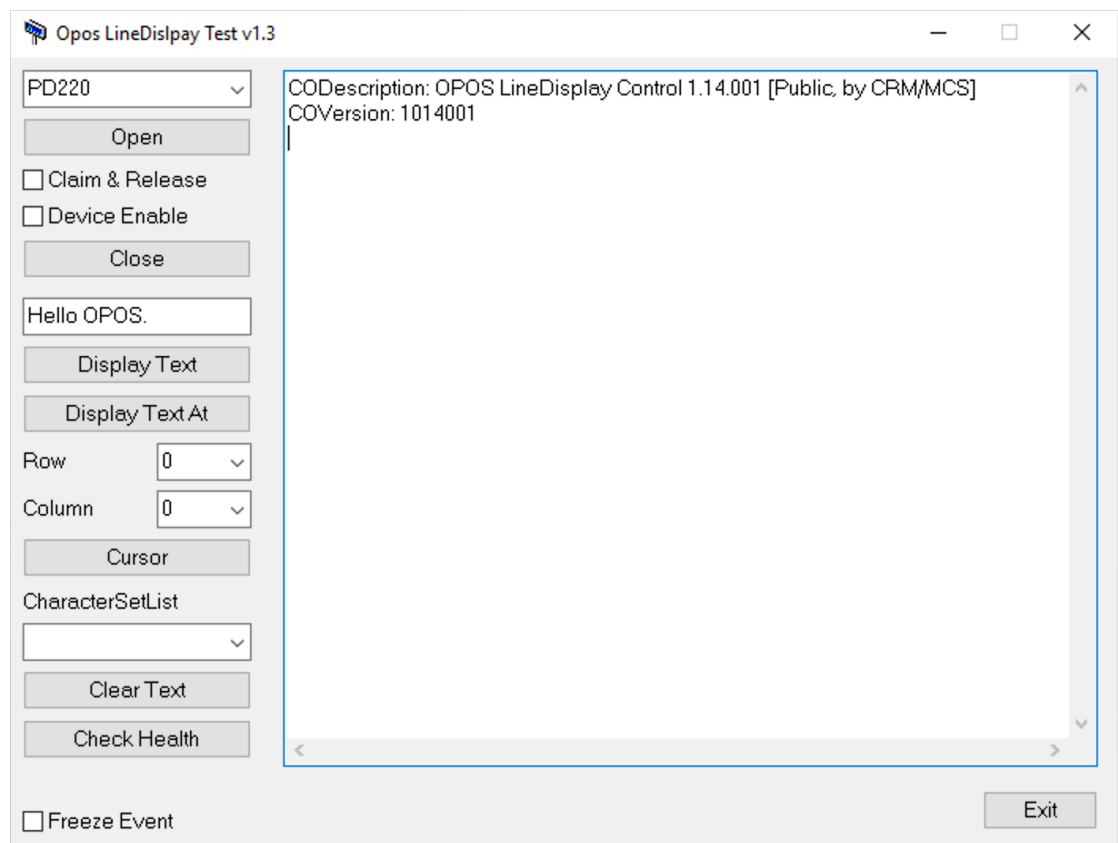 Opos LineDislpay Test v1.3
PD220
Open
Claim & Release
Device Enable
Close
Hello OPOS.
Display Text
Display Text At
Row 0
Column 0
Cursor
CharacterSetList
Clear Text
Check Health
Freeze Event
CODescription: OPOS LineDisplay Control 1.14.001 [Public, by CRM/MCS]
COVersion: 1014001
Exit